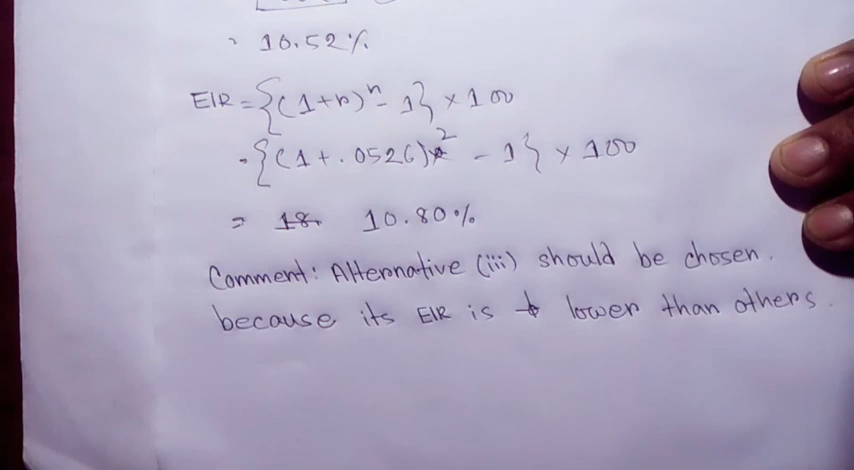 = 10.52%
EIR = {(1+r)^n - 1} × 100
= {(1 + .0526)^2 - 1} × 100
= 10.80%
Comment: Alternative (iii) should be chosen.
because its EIR is lower than others.